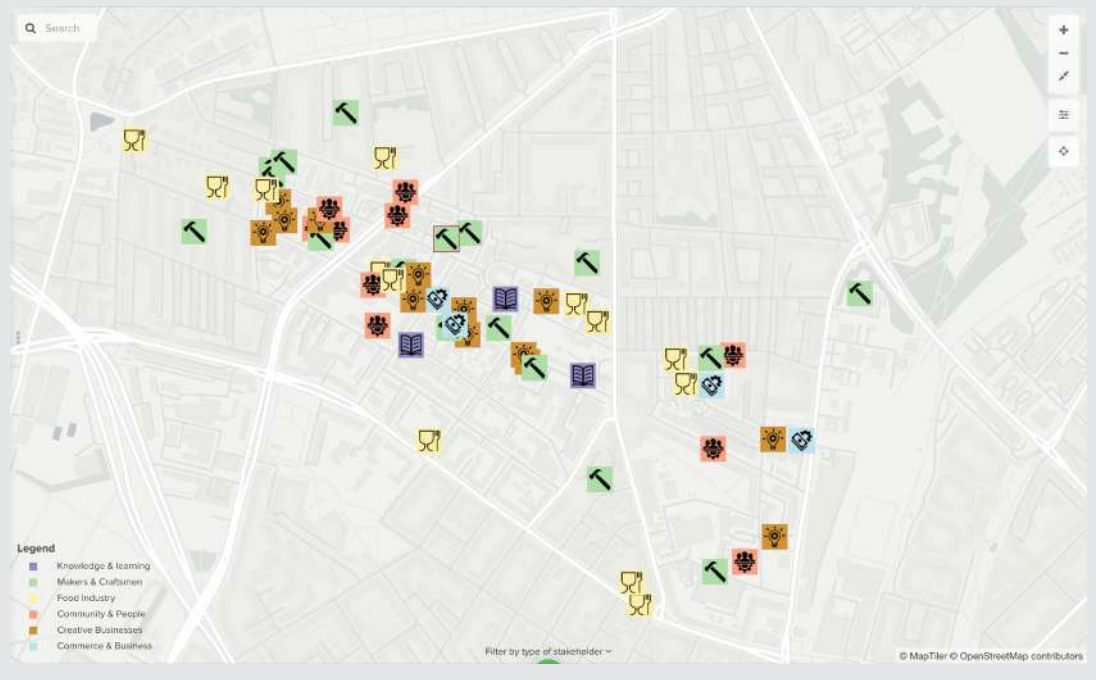 Search
Legend
Knowledge & learning
Makers & Craftsmen
Food Industry
Community & People
Creative Businesses
Commerce & Business
Filter by type of stakeholder
© MapTiler © OpenStreetMap contributors